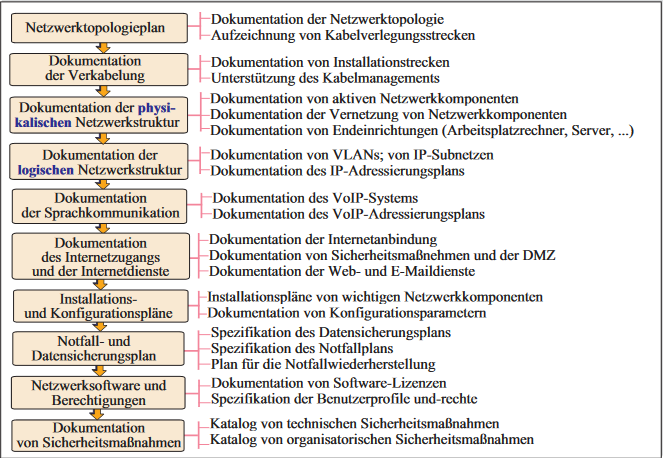 Netzwerktopologieplan
Dokumentation der Netzwerktopologie
Aufzeichnung von Kabelverlegungsstrecken
Dokumentation
der Verkabelung
Dokumentation von Installationstrecken
Unterstützung des Kabelmanagements
Dokumentation der physi-
kalischen Netzwerkstruktur
Dokumentation von aktiven Netzwerkkomponenten
Dokumentation der Vernetzung von Netzwerkkomponenten
Dokumentation von Endeinrichtungen (Arbeitsplatzrechner, Server, ...)
Dokumentation der
logischen Netzwerkstruktur
Dokumentation von VLANs; von IP-Subnetzen
Dokumentation des IP-Adressierungsplans
Dokumentation
der Sprachkommunikation
Dokumentation des VoIP-Systems
Dokumentation des VoIP-Adressierungsplans
Dokumentation
des Internetzugangs
und der Internetdienste
Dokumentation der Internetanbindung
Dokumentation von Sicherheitsmaßnehmen und der DMZ
Dokumentation der Web- und E-Maildienste
Installations-
und Konfigurationspläne
Installationspläne von wichtigen Netzwerkkomponenten
Dokumentation von Konfigurationsparametern
Notfall- und
Datensicherungsplan
Spezifikation des Datensicherungsplans
Spezifikation des Notfallplans
Plan für die Notfallwiederherstellung
Netzwerksoftware und
Berechtigungen
Dokumentation von Software-Lizenzen
Spezifikation der Benutzerprofile und-rechte
Dokumentation
von Sicherheitsmaßnahmen
Katalog von technischen Sicherheitsmaßnahmen
Katalog von organisatorischen Sicherheitsmaßnahmen